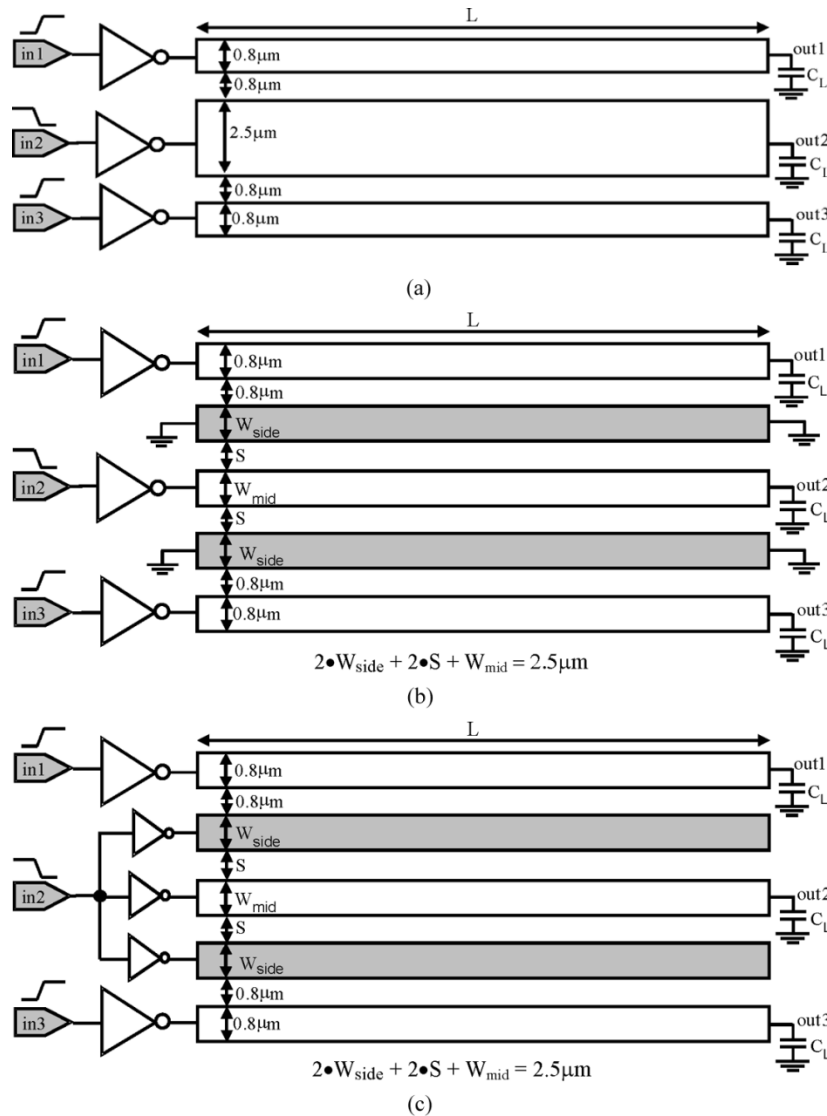 L
in1
0.8μm
out1
C_L
0.8μm
in2
2.5μm
out2
C_L
0.8μm
in3
0.8μm
out3
C_L
(a)
L
in1
0.8μm
out1
C_L
0.8μm
W_side
S
in2
W_mid
out2
C_L
S
W_side
0.8μm
in3
0.8μm
out3
C_L
2•W_side + 2•S + W_mid = 2.5μm
(b)
L
in1
0.8μm
out1
C_L
0.8μm
W_side
S
in2
W_mid
out2
C_L
S
W_side
0.8μm
in3
0.8μm
out3
C_L
2•W_side + 2•S + W_mid = 2.5μm
(c)